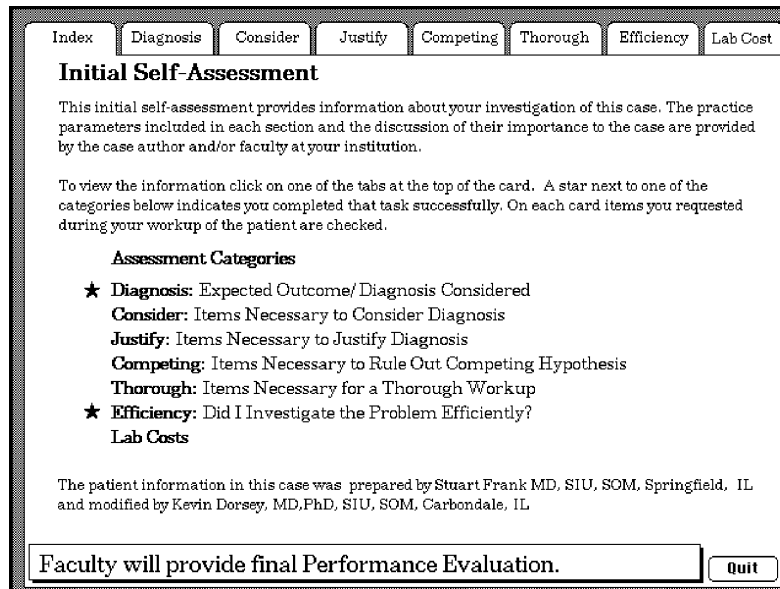 Index Diagnosis Consider Justify Competing Thorough Efficiency Lab Cost
Initial Self-Assessment
This initial self-assessment provides information about your investigation of this case. The practice
parameters included in each section and the discussion of their importance to the case are provided
by the case author and/or faculty at your institution.
To view the information click on one of the tabs at the top of the card. A star next to one of the
categories below indicates you completed that task successfully. On each card items you requested
during your workup of the patient are checked.
Assessment Categories
★ Diagnosis: Expected Outcome/Diagnosis Considered
Consider: Items Necessary to Consider Diagnosis
Justify: Items Necessary to Justify Diagnosis
Competing: Items Necessary to Rule Out Competing Hypothesis
Thorough: Items Necessary for a Thorough Workup
★ Efficiency: Did I Investigate the Problem Efficiently?
Lab Costs
The patient information in this case was prepared by Stuart Frank MD, SIU, SOM, Springfield, IL
and modified by Kevin Dorsey, MD,PhD, SIU, SOM, Carbondale, IL
Faculty will provide final Performance Evaluation.
Quit